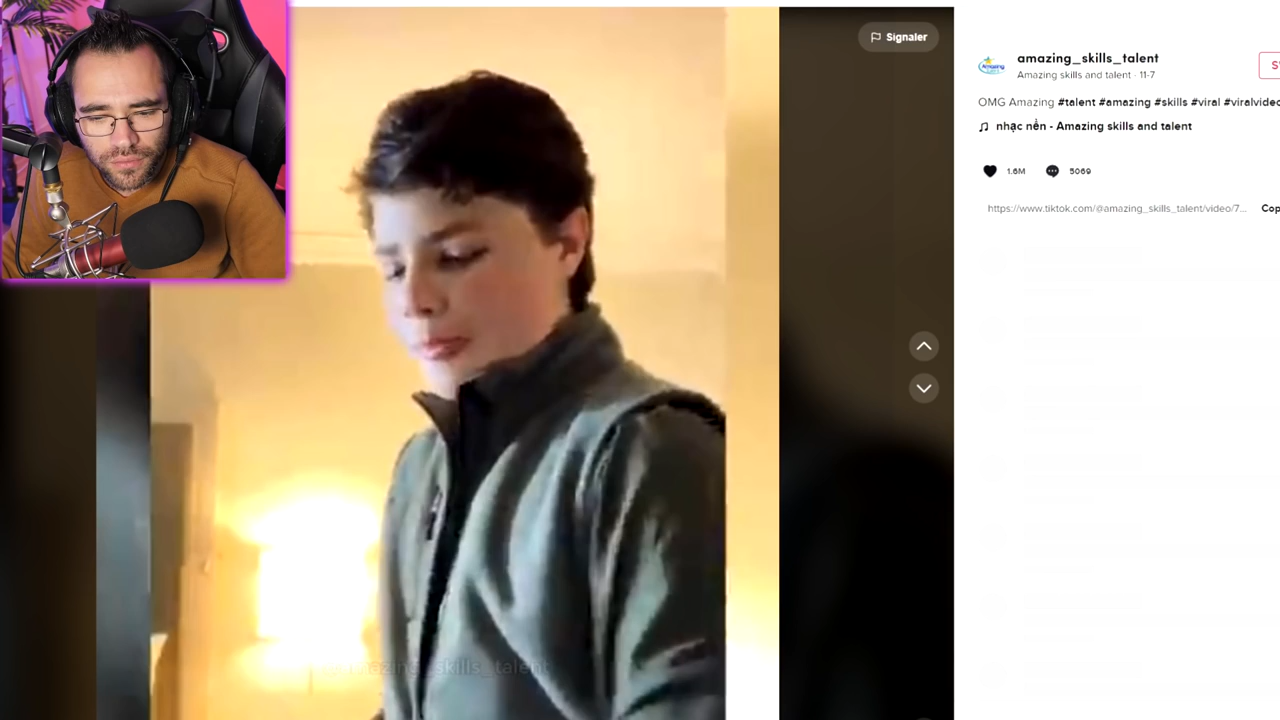 Signaler
amazing_skills_talent
Amazing skills and talent · 11-7
OMG Amazing #talent #amazing #skills #viral #viralvideo
♫ nhạc nền - Amazing skills and talent
1.6M
5069
https://www.tiktok.com/@amazing_skills_talent/video/7...
amazing_skills_talent